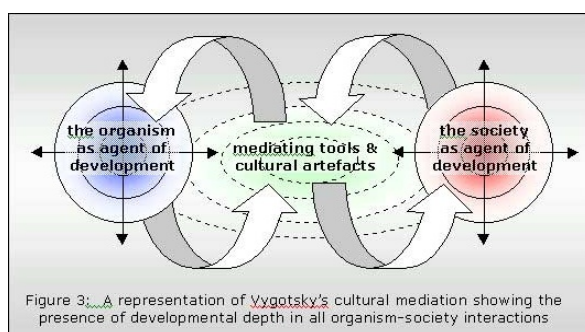 the organism
as agent of
development
mediating tools &
cultural artefacts
the society
as agent of
development
Figure 3: A representation of Vygotsky's cultural mediation showing the
presence of developmental depth in all organism-society interactions